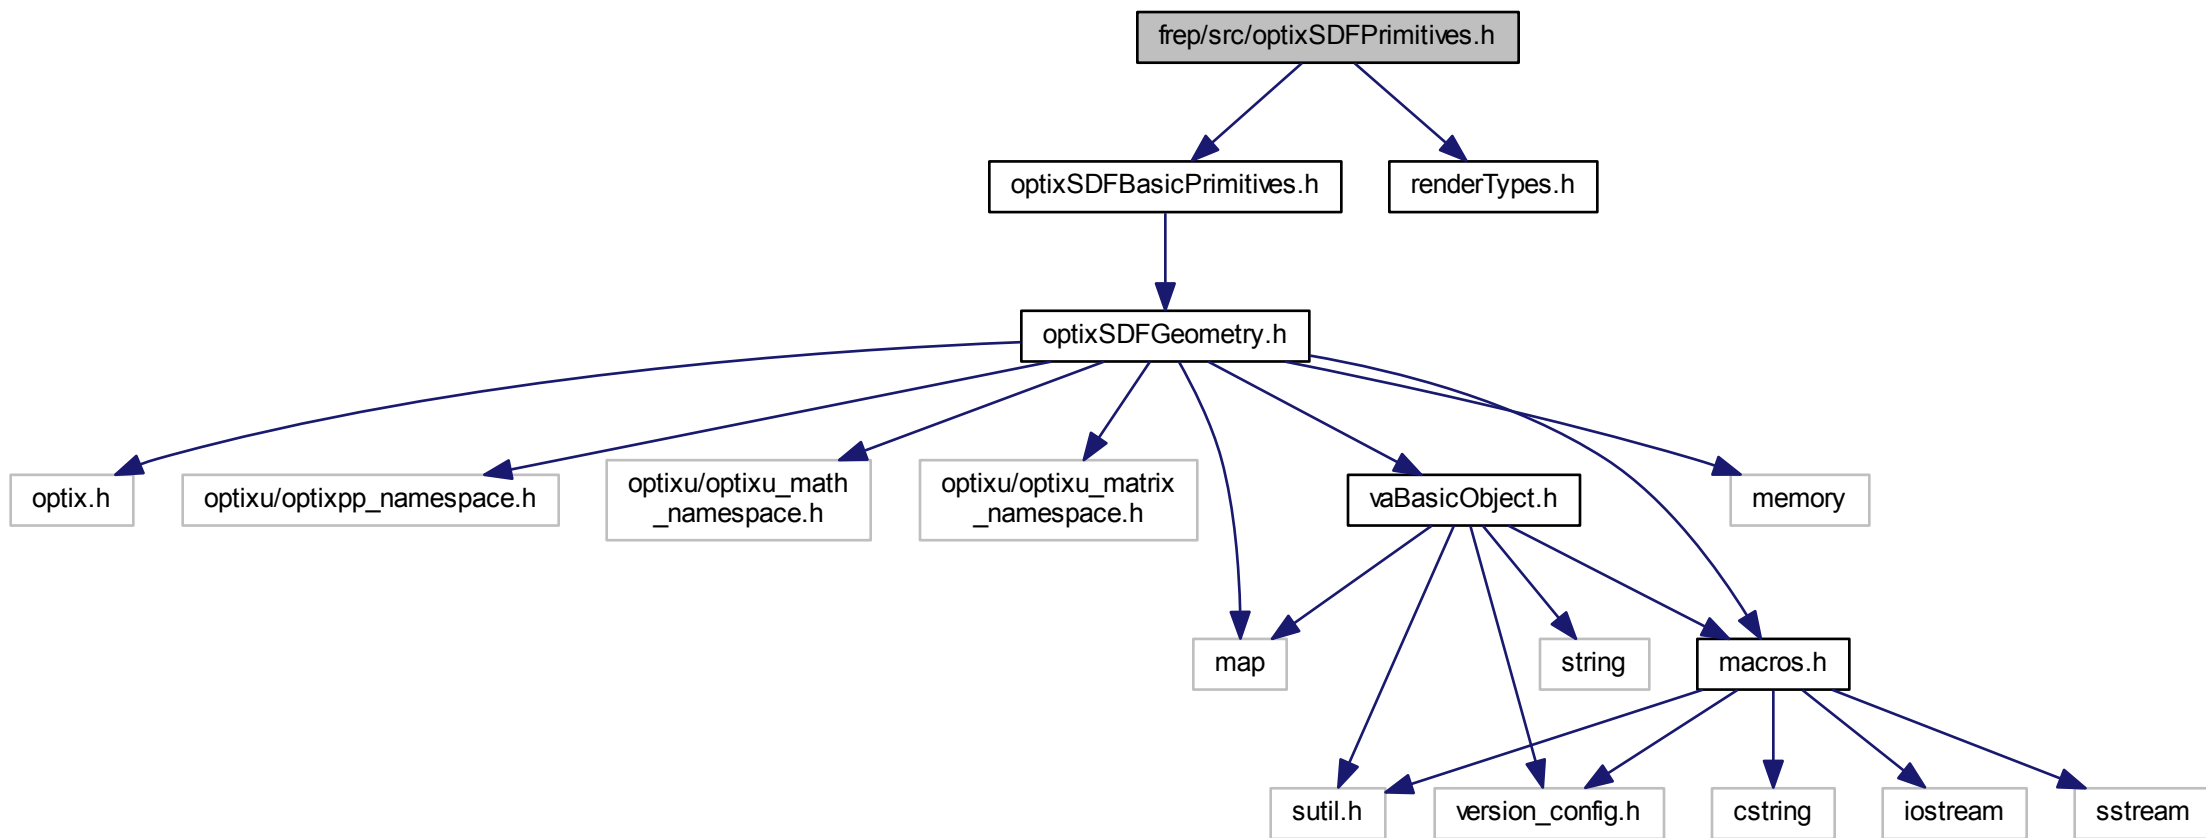 frep/src/optixSDFPrimitives.h
optixSDFBasicPrimitives.h
renderTypes.h
optixSDFGeometry.h
optix.h
optixu/optixpp_namespace.h
optixu/optixu_math
_namespace.h
optixu/optixu_matrix
_namespace.h
vaBasicObject.h
memory
map
string
macros.h
sutil.h
version_config.h
cstring
iostream
sstream